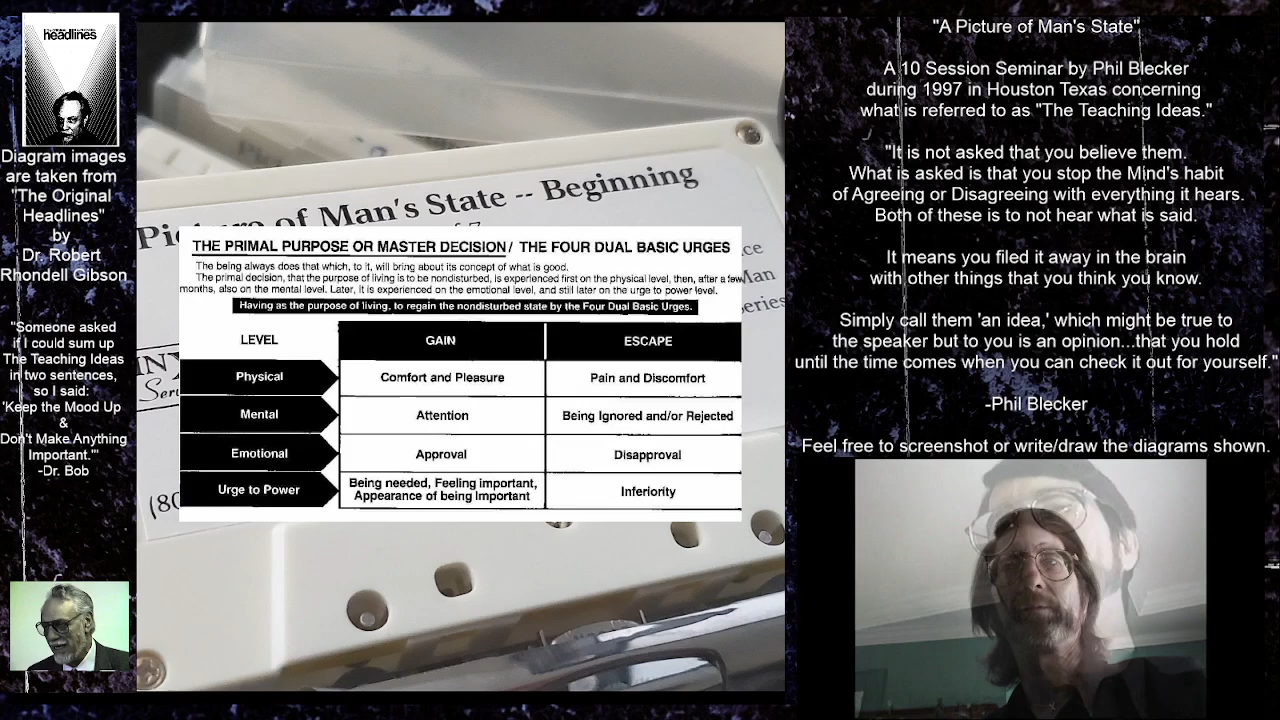 headlines
Diagram images
are taken from
"The Original
Headlines"
by
Dr. Robert
Rhondell Gibson
"Someone asked
if I could sum up
The Teaching Ideas
in two sentences,
so I said:
'Keep the Mood Up
&
Don't Make Anything
Important.'"
-Dr. Bob
Picture of Man's State -- Beginning
THE PRIMAL PURPOSE OR MASTER DECISION / THE FOUR DUAL BASIC URGES
The being always does that which, to it, will bring about its concept of what is good.
The primal decision, that the purpose of living is to be nondisturbed, is experienced first on the physical level, then, after a few
months, also on the mental level. Later, it is experienced on the emotional level, and still later on the urge to power level.
Having as the purpose of living, to regain the nondisturbed state by the Four Dual Basic Urges.
LEVEL GAIN ESCAPE
Physical Comfort and Pleasure Pain and Discomfort
Mental Attention Being Ignored and/or Rejected
Emotional Approval Disapproval
Urge to Power Being needed, Feeling important, Inferiority
Appearance of being Important
Man
(80
"A Picture of Man's State"
A 10 Session Seminar by Phil Blecker
during 1997 in Houston Texas concerning
what is referred to as "The Teaching Ideas."
"It is not asked that you believe them.
What is asked is that you stop the Mind's habit
of Agreeing or Disagreeing with everything it hears.
Both of these is to not hear what is said.
It means you filed it away in the brain
with other things that you think you know.
Simply call them 'an idea,' which might be true to
the speaker but to you is an opinion...that you hold
until the time comes when you can check it out for yourself."
-Phil Blecker
Feel free to screenshot or write/draw the diagrams shown.